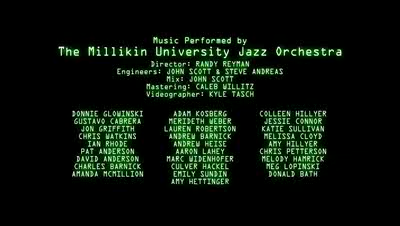 Music Performed by
The Millikin University Jazz Orchestra
Director: RANDY REYMAN
Engineers: JOHN SCOTT & STEVE ANDREAS
Mix: JOHN SCOTT
Mastering: CALEB WILLITZ
Videographer: KYLE TASCH
DONNIE GLOWINSKI
GUSTAVO CABRERA
JON GRIFFITH
CHRIS WATKINS
IAN RHODE
PAT ANDERSON
DAVID ANDERSON
CHARLES BARNICK
AMANDA MCMILLION
ADAM KOSBERG
MERIDETH WEBER
LAUREN ROBERTSON
ANDREW BARNICK
ANDREW HEISE
AARON LAHEY
MARC WIDENHOFER
CULVER HACKEL
EMILY SUNDIN
AMY HETTINGER
COLLEEN HILLYER
JESSIE CONNOR
KATIE SULLIVAN
MELISSA CLOYD
AMY HILLYER
CHRIS PETTERSON
MELODY HAMRICK
MEG LOPINSKI
DONALD BATH